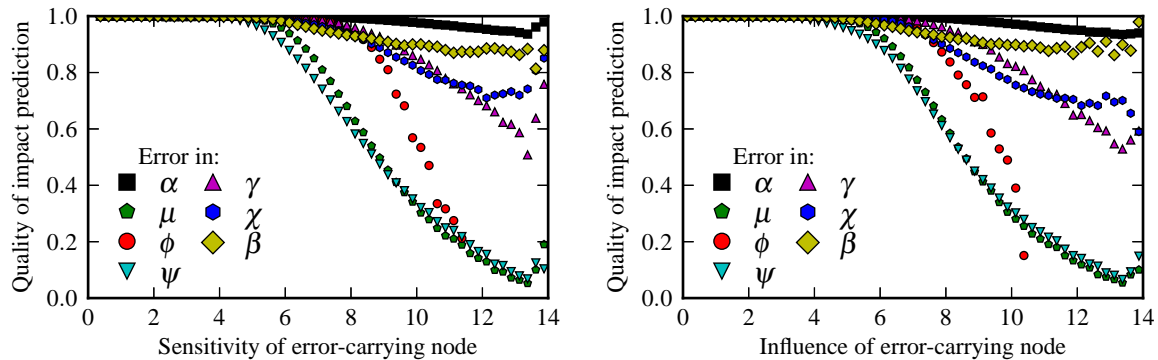 Quality of impact prediction
1.0
0.8
0.6
0.4
0.2
0.0
Error in:
α γ
μ χ
ϕ β
ψ
0 2 4 6 8 10 12 14
Sensitivity of error-carrying node
Quality of impact prediction
1.0
0.8
0.6
0.4
0.2
0.0
Error in:
α γ
μ χ
ϕ β
ψ
0 2 4 6 8 10 12 14
Influence of error-carrying node